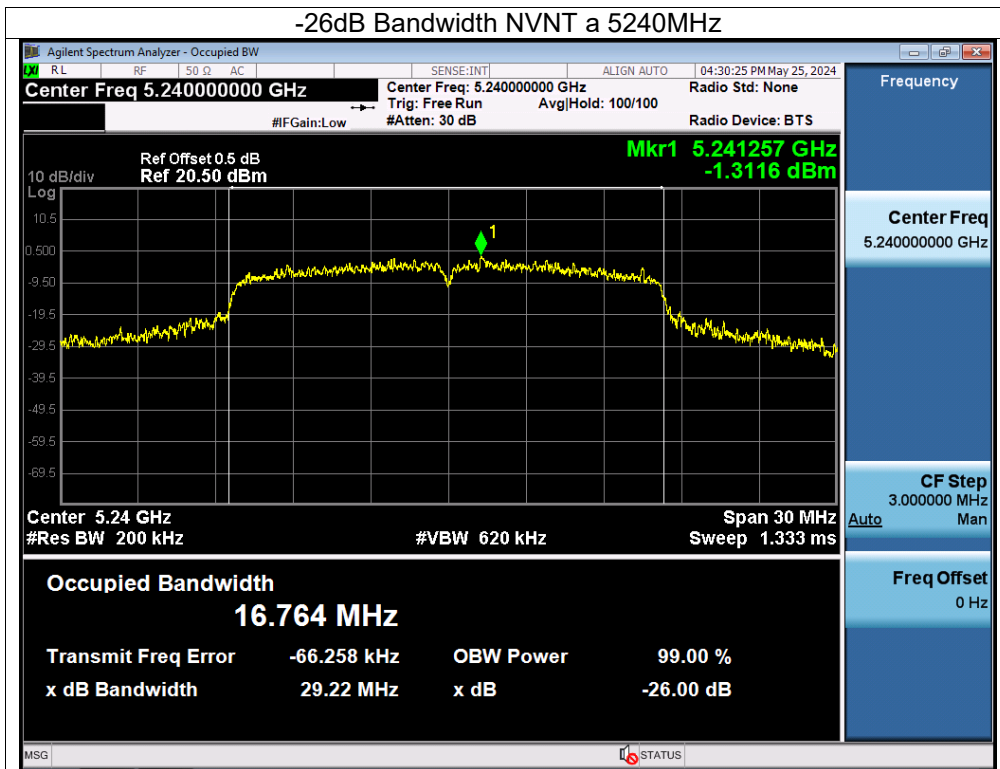 -26dB Bandwidth NVNT a 5240MHz
Agilent Spectrum Analyzer - Occupied BW
LXI RL RF 50 Ω AC SENSE:INT ALIGN AUTO 04:30:25 PM May 25, 2024
Center Freq 5.240000000 GHz
Center Freq: 5.240000000 GHz Radio Std: None
Trig: Free Run Avg|Hold: 100/100
#IFGain:Low #Atten: 30 dB Radio Device: BTS
Frequency
Mkr1 5.241257 GHz
-1.3116 dBm
Ref Offset 0.5 dB
10 dB/div Ref 20.50 dBm
Log
10.5
0.500
-9.50
-19.5
-29.5
-39.5
-49.5
-59.5
-69.5
1
Center Freq
5.240000000 GHz
Center 5.24 GHz Span 30 MHz
#Res BW 200 kHz #VBW 620 kHz Sweep 1.333 ms
CF Step
3.000000 MHz
Auto Man
Freq Offset
0 Hz
Occupied Bandwidth
16.764 MHz
Transmit Freq Error -66.258 kHz OBW Power 99.00 %
x dB Bandwidth 29.22 MHz x dB -26.00 dB
MSG STATUS